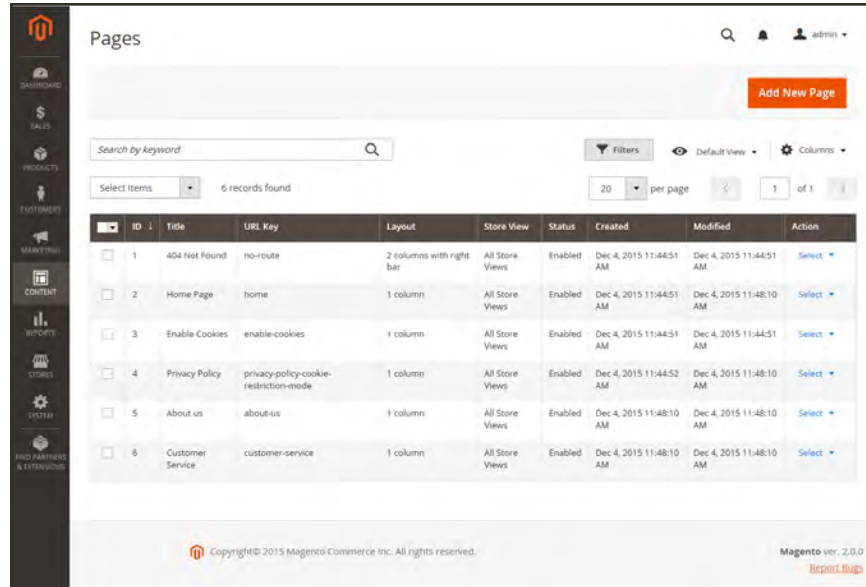 Pages
admin
DASHBOARD
SALES
PRODUCTS
CUSTOMERS
MARKETING
CONTENT
REPORTS
STORES
SYSTEM
FIND PARTNERS
& EXTENSIONS
Add New Page
Search by keyword
Filters Default View Columns
Select Items 6 records found 20 per page 1 of 1
ID Title URL Key Layout Store View Status Created Modified Action
1 404 Not Found no-route 2 columns with right All Store Enabled Dec 4, 2015 11:44:51 Dec 4, 2015 11:44:51 Select
bar Views AM AM
2 Home Page home 1 column All Store Enabled Dec 4, 2015 11:44:51 Dec 4, 2015 11:48:10 Select
Views AM AM
3 Enable Cookies enable-cookies 1 column All Store Enabled Dec 4, 2015 11:44:51 Dec 4, 2015 11:44:51 Select
Views AM AM
4 Privacy Policy privacy-policy-cookie- 1 column All Store Enabled Dec 4, 2015 11:44:52 Dec 4, 2015 11:48:10 Select
restriction-mode Views AM AM
5 About us about-us 1 column All Store Enabled Dec 4, 2015 11:48:10 Dec 4, 2015 11:48:10 Select
Views AM AM
6 Customer customer-service 1 column All Store Enabled Dec 4, 2015 11:48:10 Dec 4, 2015 11:48:10 Select
Service Views AM AM
Copyright© 2015 Magento Commerce Inc. All rights reserved. Magento ver. 2.0.0
Report Bugs